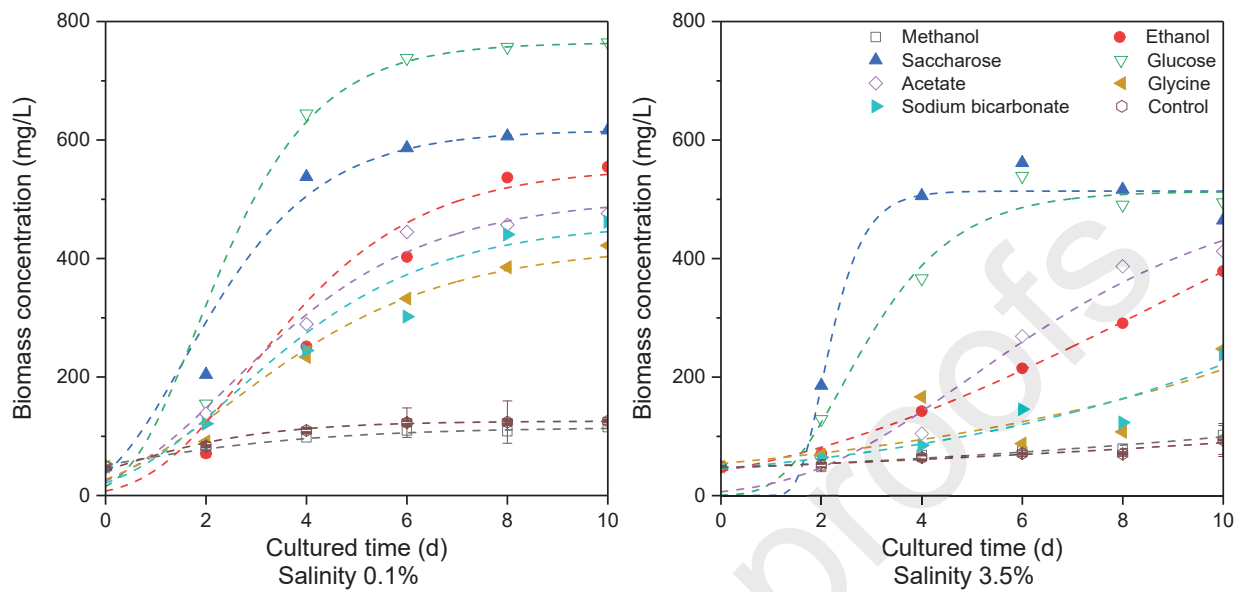 800
600
400
200
0
Biomass concentration (mg/L)
0 2 4 6 8 10
Cultured time (d)
Salinity 0.1%
800
600
400
200
0
Biomass concentration (mg/L)
Methanol Ethanol
Saccharose Glucose
Acetate Glycine
Sodium bicarbonate Control
0 2 4 6 8 10
Cultured time (d)
Salinity 3.5%
proofs